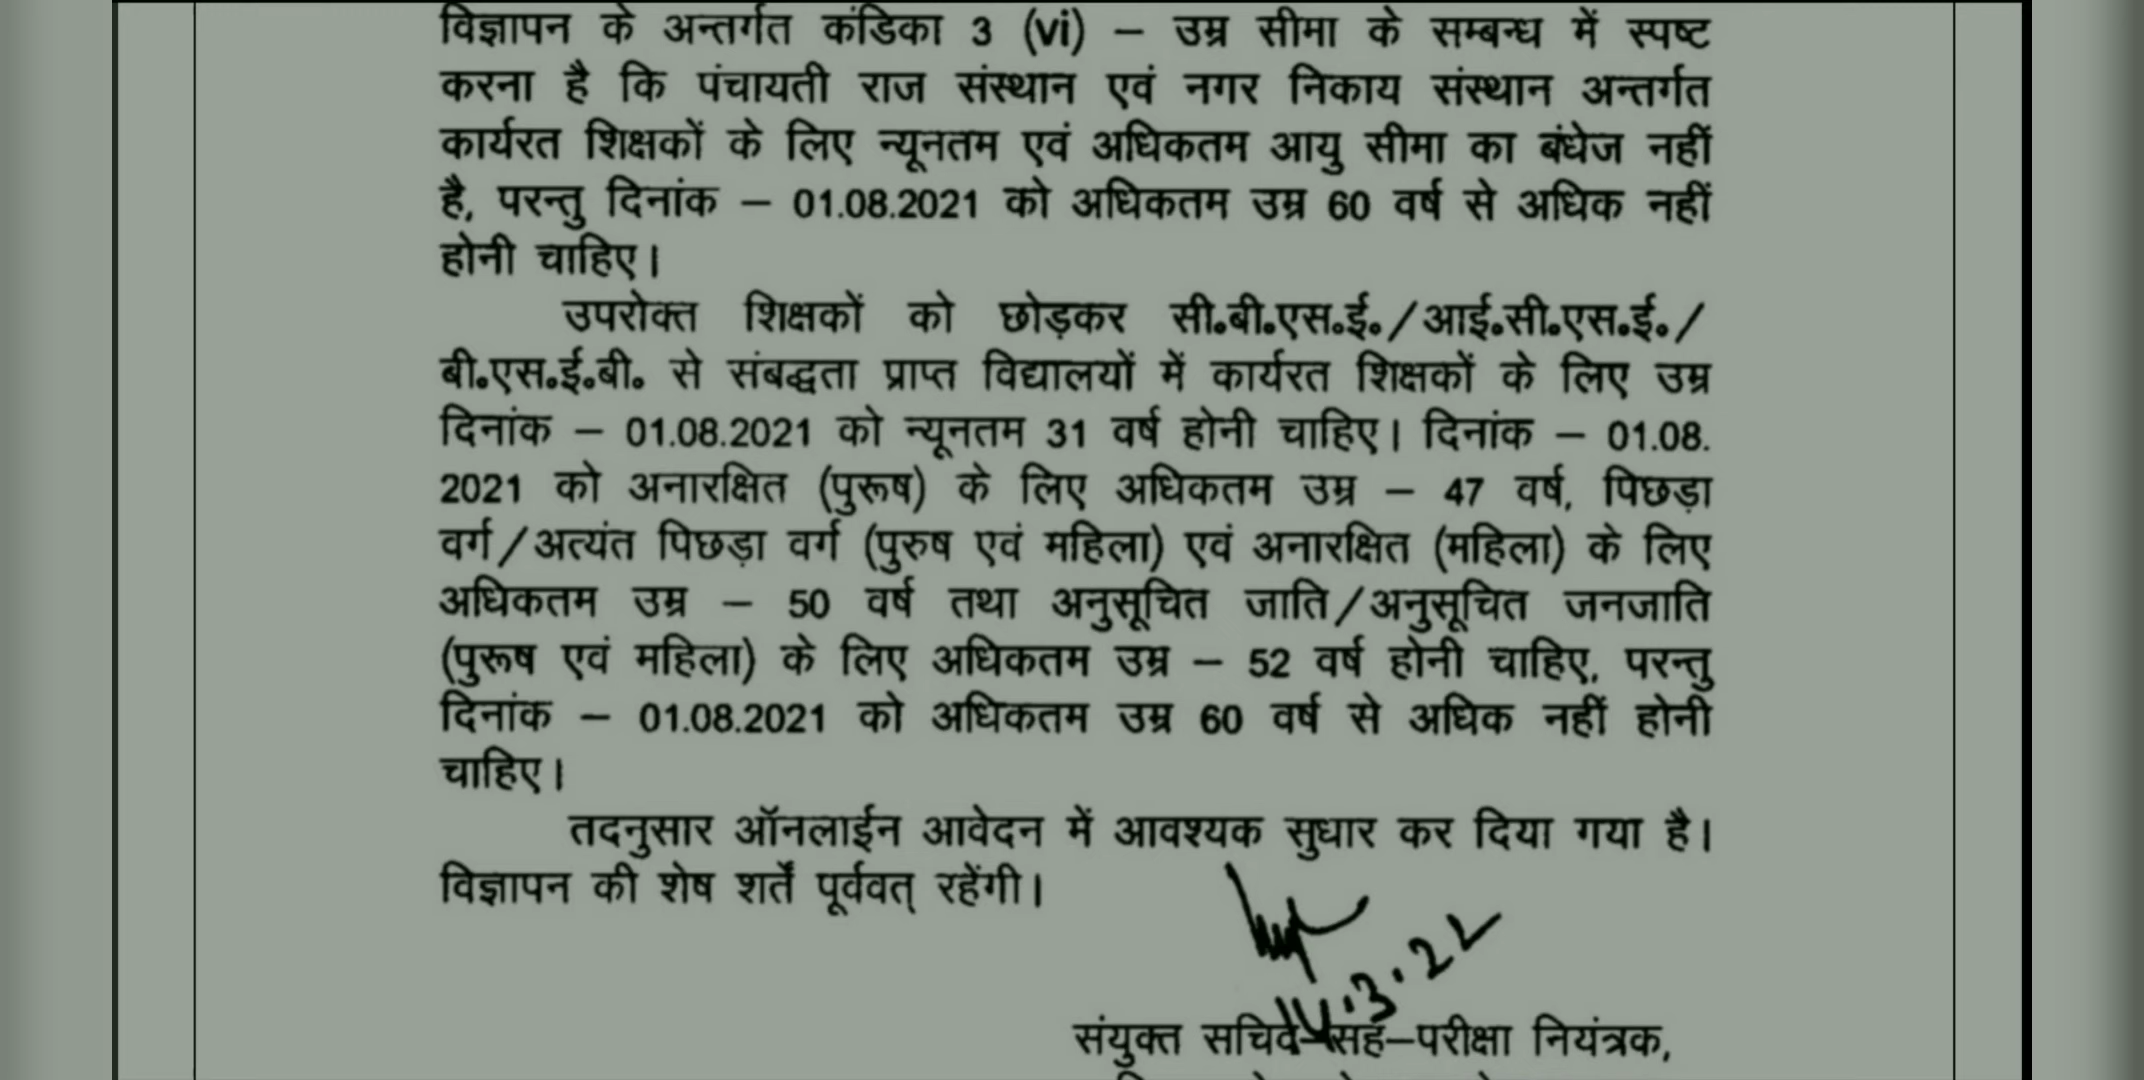 विज्ञापन के अन्तर्गत कंडिका 3 (vi) – उम्र सीमा के सम्बन्ध में स्पष्ट
करना है कि पंचायती राज संस्थान एवं नगर निकाय संस्थान अन्तर्गत
कार्यरत शिक्षकों के लिए न्यूनतम एवं अधिकतम आयु सीमा का बंधेज नहीं
है, परन्तु दिनांक – 01.08.2021 को अधिकतम उम्र 60 वर्ष से अधिक नहीं
होनी चाहिए।
उपरोक्त शिक्षकों को छोड़कर सी॰बी॰एस॰ई॰/आई॰सी॰एस॰ई॰/
बी॰एस॰ई॰बी॰ से संबद्धता प्राप्त विद्यालयों में कार्यरत शिक्षकों के लिए उम्र
दिनांक – 01.08.2021 को न्यूनतम 31 वर्ष होनी चाहिए। दिनांक – 01.08.
2021 को अनारक्षित (पुरूष) के लिए अधिकतम उम्र – 47 वर्ष, पिछड़ा
वर्ग/अत्यंत पिछड़ा वर्ग (पुरुष एवं महिला) एवं अनारक्षित (महिला) के लिए
अधिकतम उम्र – 50 वर्ष तथा अनुसूचित जाति/अनुसूचित जनजाति
(पुरूष एवं महिला) के लिए अधिकतम उम्र – 52 वर्ष होनी चाहिए, परन्तु
दिनांक – 01.08.2021 को अधिकतम उम्र 60 वर्ष से अधिक नहीं होनी
चाहिए।
तदनुसार ऑनलाईन आवेदन में आवश्यक सुधार कर दिया गया है।
विज्ञापन की शेष शर्तें पूर्ववत् रहेंगी।
14.3.22
संयुक्त सचिव–सह–परीक्षा नियंत्रक,